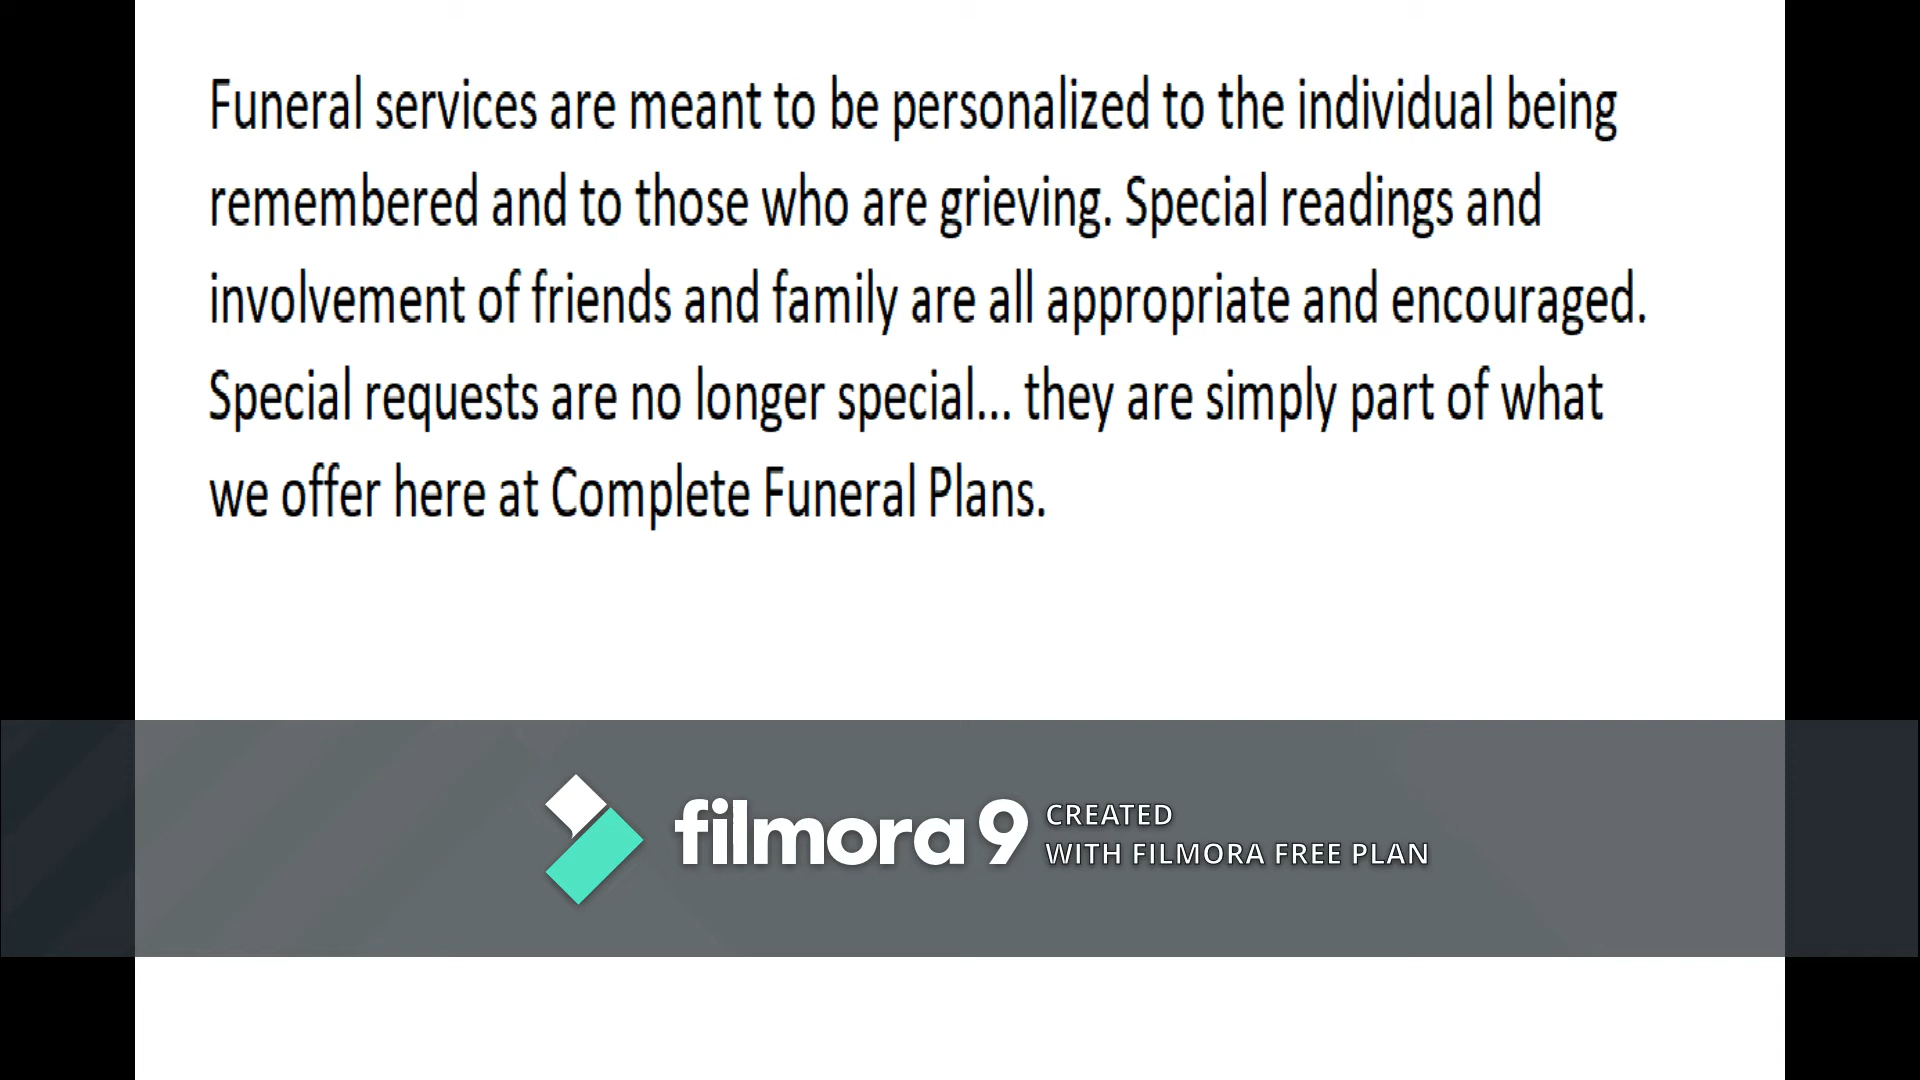 Funeral services are meant to be personalized to the individual being
remembered and to those who are grieving. Special readings and
involvement of friends and family are all appropriate and encouraged.
Special requests are no longer special... they are simply part of what
we offer here at Complete Funeral Plans.
filmora 9
CREATED
WITH FILMORA FREE PLAN